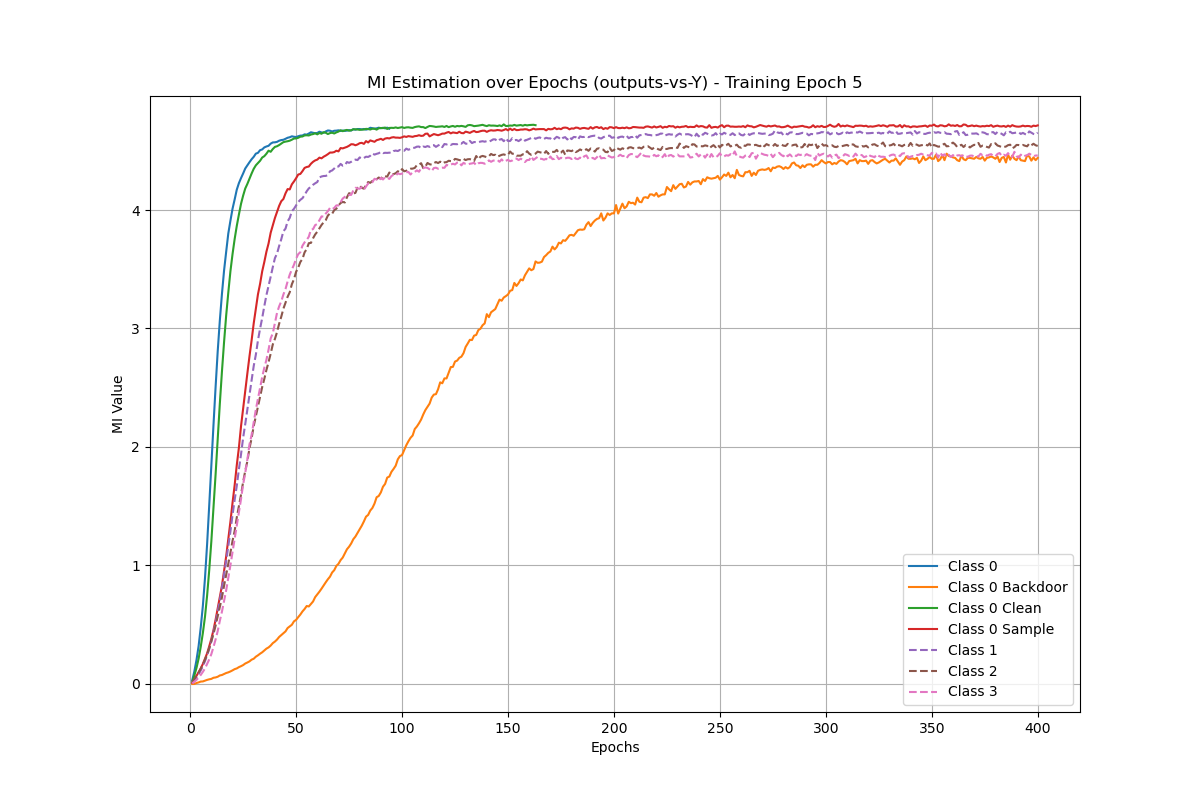 MI Estimation over Epochs (outputs-vs-Y) - Training Epoch 5
MI Value
4
3
2
1
0
0 50 100 150 200 250 300 350 400
Epochs
Class 0
Class 0 Backdoor
Class 0 Clean
Class 0 Sample
Class 1
Class 2
Class 3